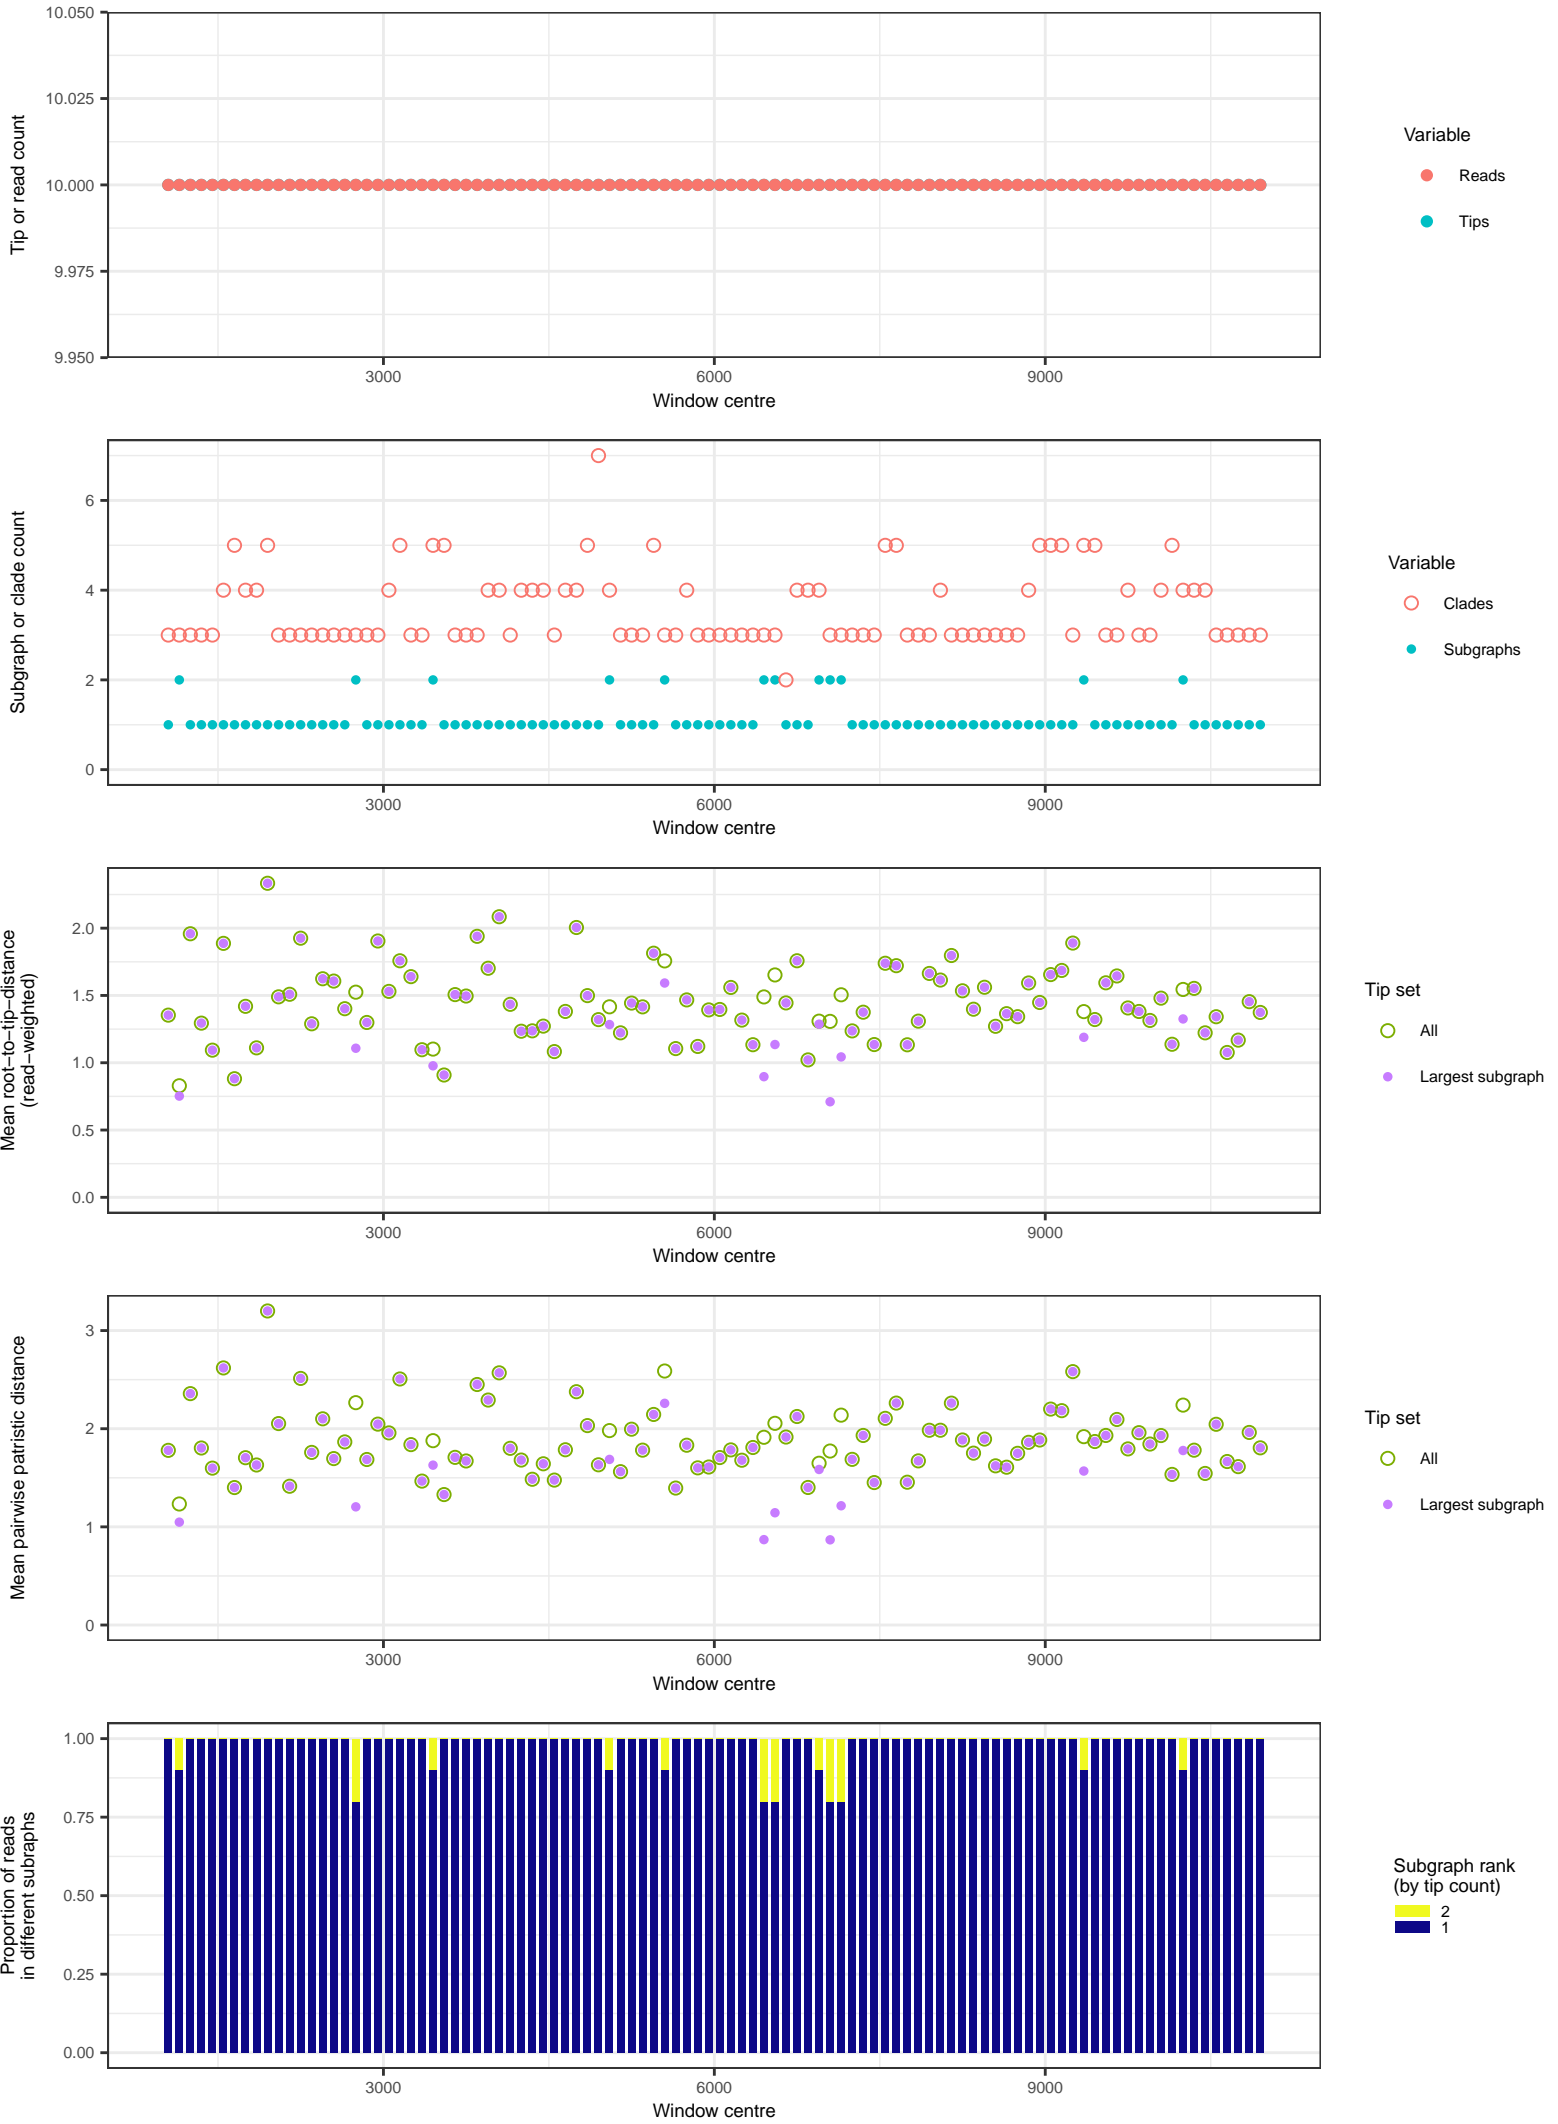 10.050
10.025
10.000
9.975
9.950
Tip or read count
3000 6000 9000
Window centre
Variable
Reads
Tips
6
4
2
0
Subgraph or clade count
3000 6000 9000
Window centre
Variable
Clades
Subgraphs
2.0
1.5
1.0
0.5
0.0
Mean root−to−tip−distance
(read−weighted)
3000 6000 9000
Window centre
Tip set
All
Largest subgraph
3
2
1
0
Mean pairwise patristic distance
3000 6000 9000
Window centre
Tip set
All
Largest subgraph
1.00
0.75
0.50
0.25
0.00
Proportion of reads
in different subraphs
3000 6000 9000
Window centre
Subgraph rank
(by tip count)
2
1